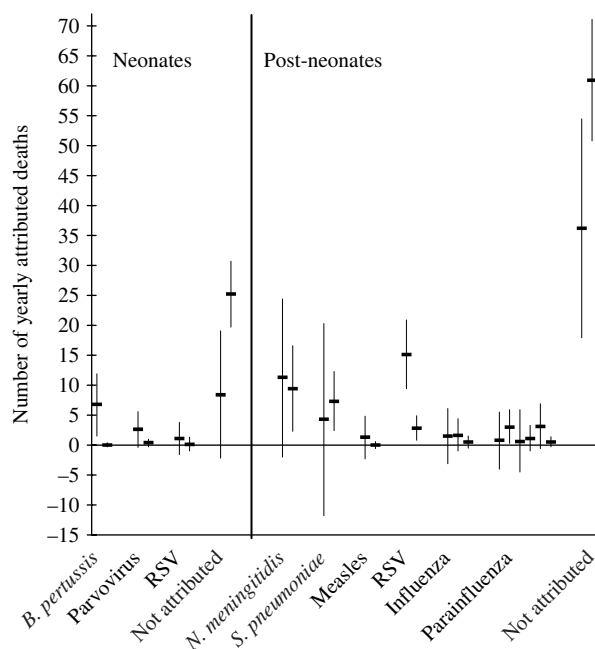 Neonates
Post-neonates
Number of yearly attributed deaths
70
65
60
55
50
45
40
35
30
25
20
15
10
5
0
−5
−10
−15
B. pertussis
Parvovirus
RSV
Not attributed
N. meningitidis
S. pneumoniae
Measles
RSV
Influenza
Parainfluenza
Not attributed